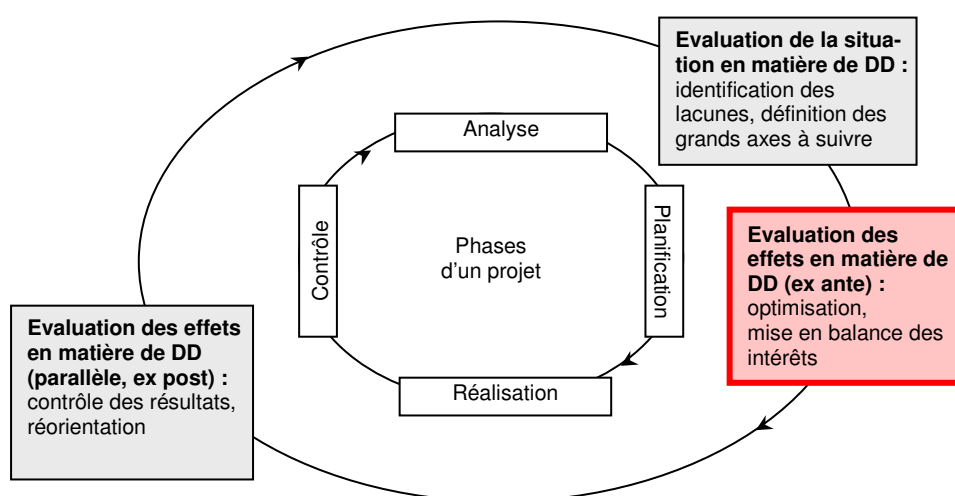 Evaluation de la situa-
tion en matière de DD :
identification des
lacunes, définition des
grands axes à suivre
Analyse
Contrôle
Phases
d'un projet
Planification
Evaluation des
effets en matière de
DD (ex ante) :
optimisation,
mise en balance des
intérêts
Evaluation des effets
en matière de DD
(parallèle, ex post) :
contrôle des résultats,
réorientation
Réalisation